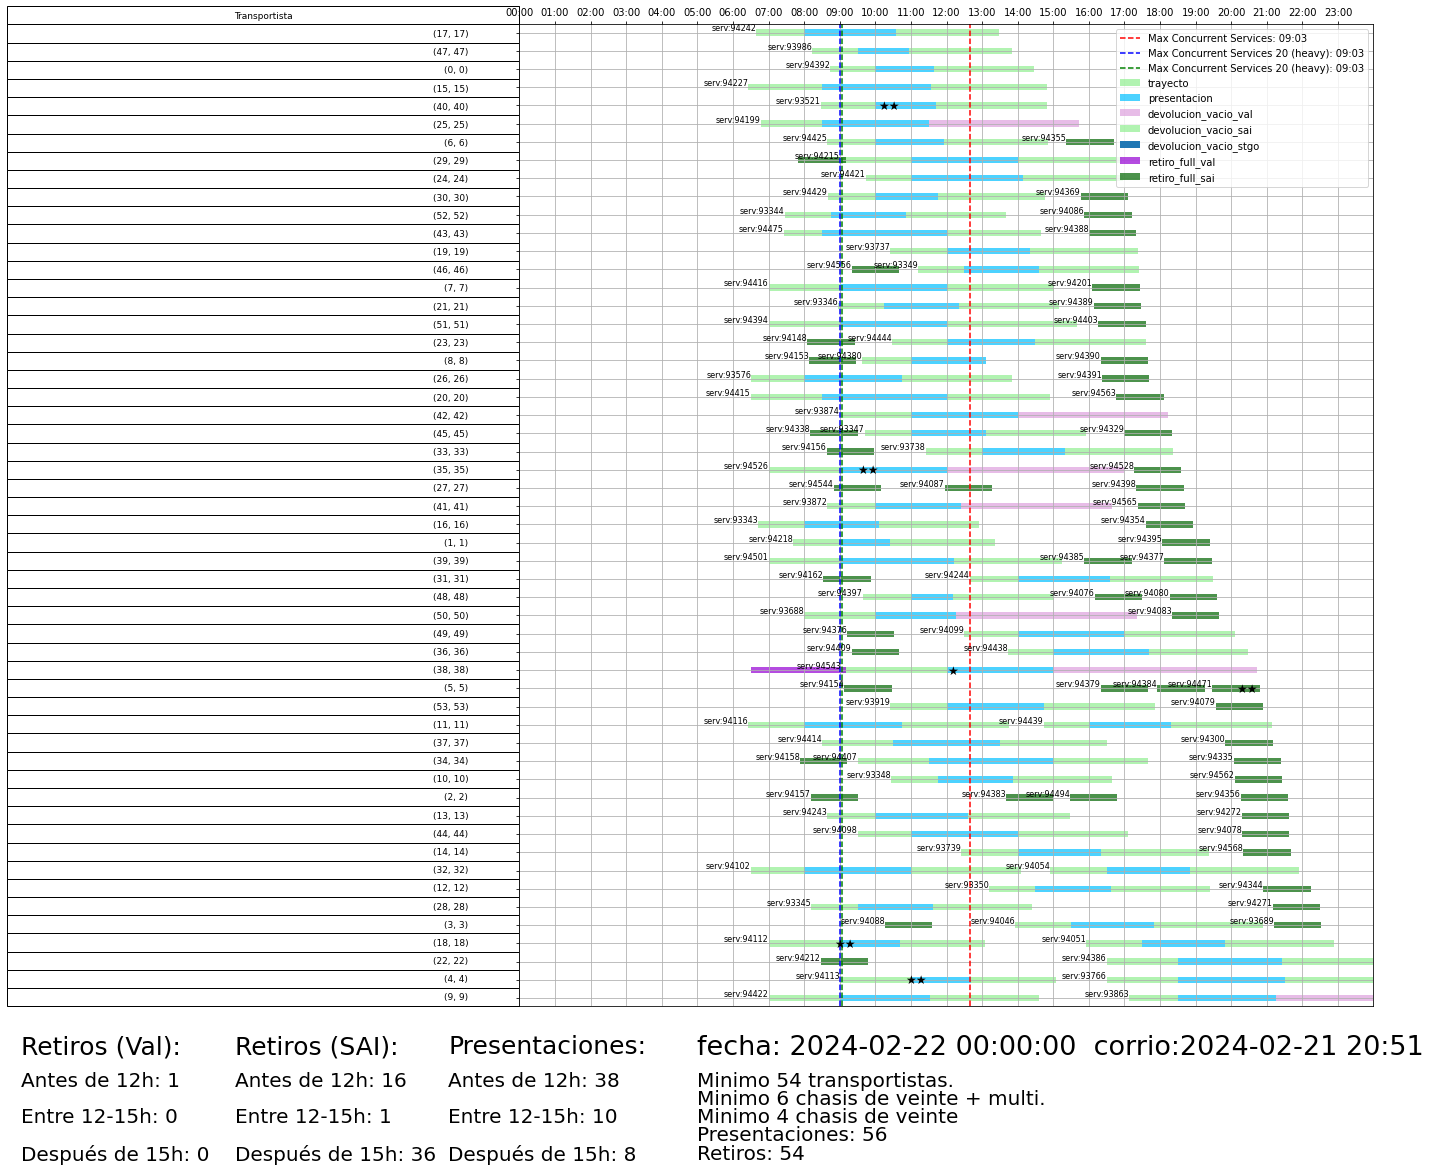 Transportista
00:00 01:00 02:00 03:00 04:00 05:00 06:00 07:00 08:00 09:00 10:00 11:00 12:00 13:00 14:00 15:00 16:00 17:00 18:00 19:00 20:00 21:00 22:00 23:00
Max Concurrent Services: 09:03
Max Concurrent Services 20 (heavy): 09:03
Max Concurrent Services 20 (heavy): 09:03
trayecto
presentacion
devolucion_vacio_val
devolucion_vacio_sai
devolucion_vacio_stgo
retiro_full_val
retiro_full_sai
(17, 17) serv:94242
(47, 47) serv:93986
(0, 0) serv:94392
(15, 15) serv:94227
(40, 40) serv:93521
(25, 25) serv:94199
(6, 6) serv:94425 serv:94355
(29, 29) serv:94215
(24, 24) serv:94421
(30, 30) serv:94429 serv:94369
(52, 52) serv:93344 serv:94086
(43, 43) serv:94475 serv:94388
(19, 19) serv:93737
(46, 46) serv:94556 serv:93349
(7, 7) serv:94416 serv:94201
(21, 21) serv:93346 serv:94389
(51, 51) serv:94394 serv:94403
(23, 23) serv:94148 serv:94444
(8, 8) serv:94153 serv:94380 serv:94390
(26, 26) serv:93576 serv:94391
(20, 20) serv:94415 serv:94563
(42, 42) serv:93874
(45, 45) serv:94338 serv:93347 serv:94329
(33, 33) serv:94156 serv:93738
(35, 35) serv:94526 serv:94528
(27, 27) serv:94544 serv:94087 serv:94398
(41, 41) serv:93872 serv:94565
(16, 16) serv:93343 serv:94354
(1, 1) serv:94218 serv:94395
(39, 39) serv:94501 serv:94385 serv:94377
(31, 31) serv:94162 serv:94244
(48, 48) serv:94397 serv:94076 serv:94080
(50, 50) serv:93688 serv:94083
(49, 49) serv:94376 serv:94099
(36, 36) serv:94409 serv:94438
(38, 38) serv:94543
(5, 5) serv:94379 serv:94384 serv:94471
(53, 53) serv:93919 serv:94079
(11, 11) serv:94116 serv:94439
(37, 37) serv:94414 serv:94300
(34, 34) serv:94158 serv:94407 serv:94335
(10, 10) serv:93348 serv:94562
(2, 2) serv:94157 serv:94383 serv:94494 serv:94356
(13, 13) serv:94243 serv:94272
(44, 44) serv:94098 serv:94078
(14, 14) serv:93739 serv:94568
(32, 32) serv:94102 serv:94054
(12, 12) serv:93350 serv:94344
(28, 28) serv:93345 serv:94271
(3, 3) serv:94088 serv:94046 serv:93689
(18, 18) serv:94112 serv:94051
(22, 22) serv:94212 serv:94386
(4, 4) serv:94113 serv:93766
(9, 9) serv:94422 serv:93863
Retiros (Val):
Antes de 12h: 1
Entre 12-15h: 0
Después de 15h: 0
Retiros (SAI):
Antes de 12h: 16
Entre 12-15h: 1
Después de 15h: 36
Presentaciones:
Antes de 12h: 38
Entre 12-15h: 10
Después de 15h: 8
fecha: 2024-02-22 00:00:00 corrio:2024-02-21 20:51
Minimo 54 transportistas.
Minimo 6 chasis de veinte + multi.
Minimo 4 chasis de veinte
Presentaciones: 56
Retiros: 54